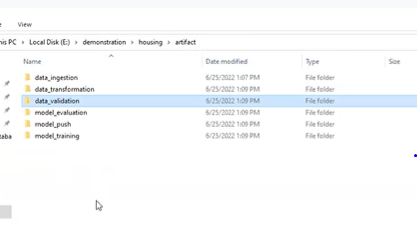 View
his PC > Local Disk (E:) > demonstration > housing > artifact
Name Date modified Type Size
data_ingestion 6/25/2022 1:07 PM File folder
data_transformation 6/25/2022 1:09 PM File folder
data_validation 6/25/2022 1:09 PM File folder
model_evaluation 6/25/2022 1:09 PM File folder
model_push 6/25/2022 1:09 PM File folder
taba model_training 6/25/2022 1:09 PM File folder